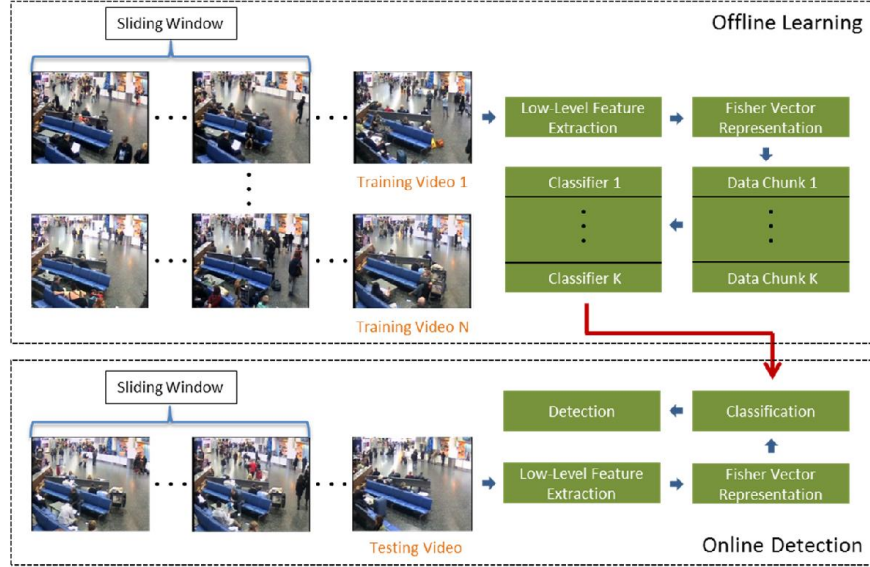 Offline Learning
Sliding Window
Low-Level Feature
Extraction
Fisher Vector
Representation
Training Video 1
Classifier 1
Data Chunk 1
Classifier K
Data Chunk K
Training Video N
Sliding Window
Detection
Classification
Low-Level Feature
Extraction
Fisher Vector
Representation
Testing Video
Online Detection